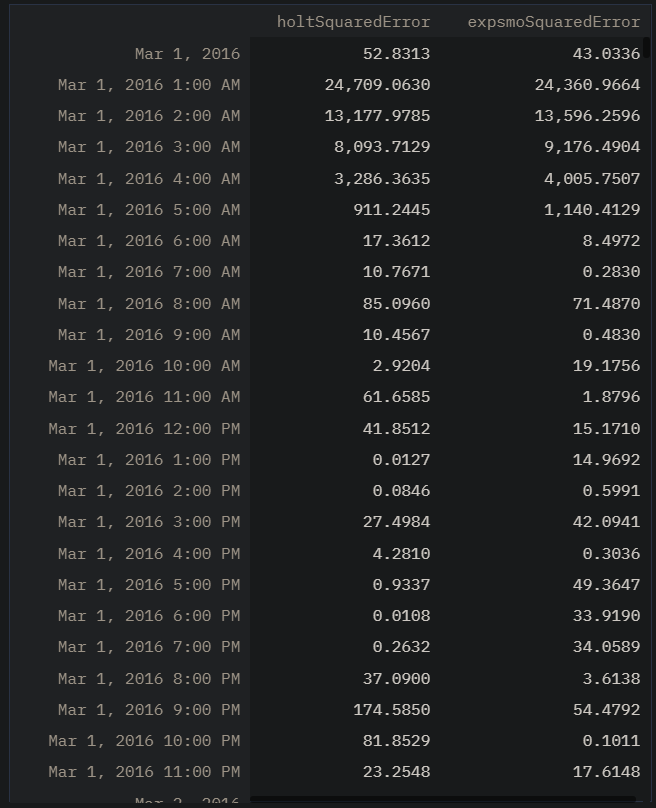 holtSquaredError expsmoSquaredError
Mar 1, 2016 52.8313 43.0336
Mar 1, 2016 1:00 AM 24,709.0630 24,360.9664
Mar 1, 2016 2:00 AM 13,177.9785 13,596.2596
Mar 1, 2016 3:00 AM 8,093.7129 9,176.4904
Mar 1, 2016 4:00 AM 3,286.3635 4,005.7507
Mar 1, 2016 5:00 AM 911.2445 1,140.4129
Mar 1, 2016 6:00 AM 17.3612 8.4972
Mar 1, 2016 7:00 AM 10.7671 0.2830
Mar 1, 2016 8:00 AM 85.0960 71.4870
Mar 1, 2016 9:00 AM 10.4567 0.4830
Mar 1, 2016 10:00 AM 2.9204 19.1756
Mar 1, 2016 11:00 AM 61.6585 1.8796
Mar 1, 2016 12:00 PM 41.8512 15.1710
Mar 1, 2016 1:00 PM 0.0127 14.9692
Mar 1, 2016 2:00 PM 0.0846 0.5991
Mar 1, 2016 3:00 PM 27.4984 42.0941
Mar 1, 2016 4:00 PM 4.2810 0.3036
Mar 1, 2016 5:00 PM 0.9337 49.3647
Mar 1, 2016 6:00 PM 0.0108 33.9190
Mar 1, 2016 7:00 PM 0.2632 34.0589
Mar 1, 2016 8:00 PM 37.0900 3.6138
Mar 1, 2016 9:00 PM 174.5850 54.4792
Mar 1, 2016 10:00 PM 81.8529 0.1011
Mar 1, 2016 11:00 PM 23.2548 17.6148
Mar 2, 2016